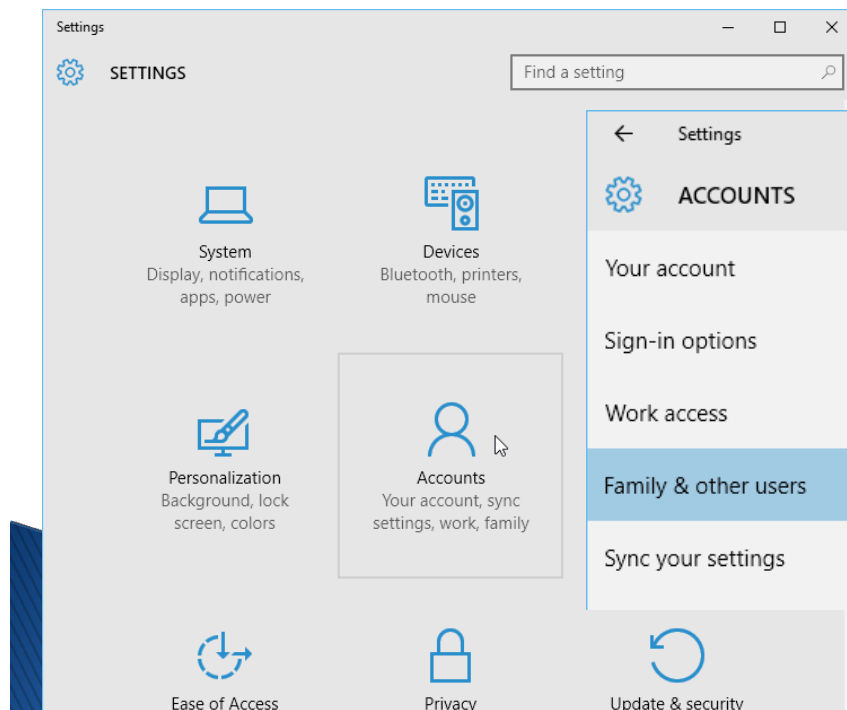 Settings
SETTINGS
Find a setting
System
Display, notifications,
apps, power
Devices
Bluetooth, printers,
mouse
Personalization
Background, lock
screen, colors
Accounts
Your account, sync
settings, work, family
Ease of Access
Privacy
Update & security
Settings
ACCOUNTS
Your account
Sign-in options
Work access
Family & other users
Sync your settings